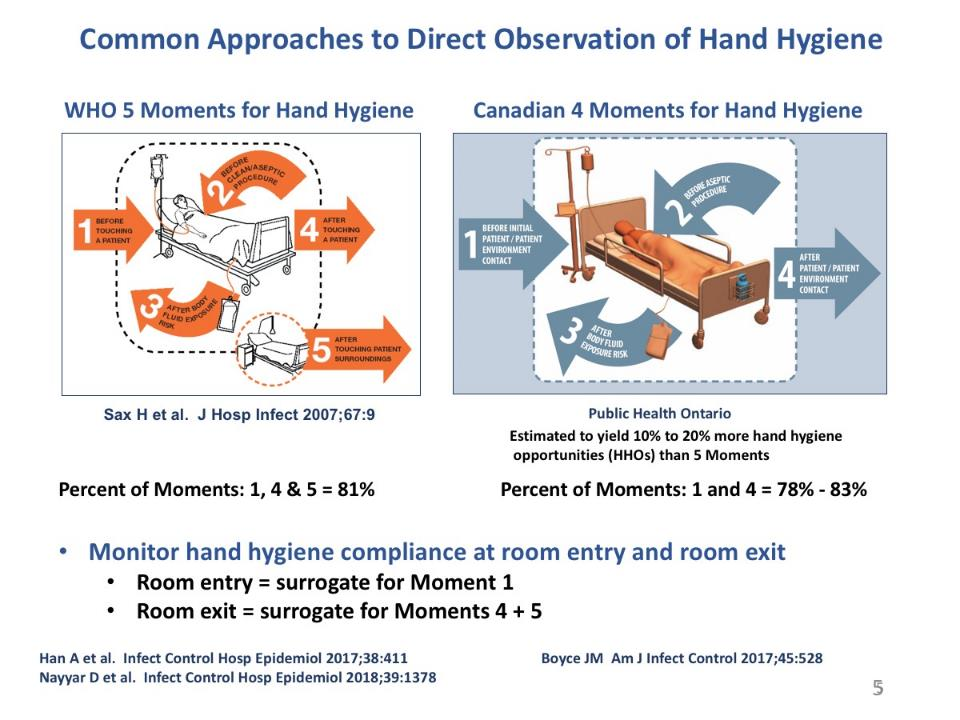 Common Approaches to Direct Observation of Hand Hygiene
WHO 5 Moments for Hand Hygiene
1 BEFORE
TOUCHING
A PATIENT
2 BEFORE
CLEAN/ASEPTIC
PROCEDURE
3 AFTER BODY
FLUID EXPOSURE
RISK
4 AFTER
TOUCHING
A PATIENT
5 AFTER
TOUCHING PATIENT
SURROUNDINGS
Sax H et al. J Hosp Infect 2007;67:9
Percent of Moments: 1, 4 & 5 = 81%
Canadian 4 Moments for Hand Hygiene
1 BEFORE INITIAL
PATIENT / PATIENT
ENVIRONMENT
CONTACT
2 BEFORE ASEPTIC
PROCEDURE
3 AFTER
BODY FLUID
EXPOSURE RISK
4 AFTER
PATIENT / PATIENT
ENVIRONMENT
CONTACT
Public Health Ontario
Estimated to yield 10% to 20% more hand hygiene
opportunities (HHOs) than 5 Moments
Percent of Moments: 1 and 4 = 78% - 83%
• Monitor hand hygiene compliance at room entry and room exit
• Room entry = surrogate for Moment 1
• Room exit = surrogate for Moments 4 + 5
Han A et al. Infect Control Hosp Epidemiol 2017;38:411
Nayyar D et al. Infect Control Hosp Epidemiol 2018;39:1378
Boyce JM Am J Infect Control 2017;45:528
5